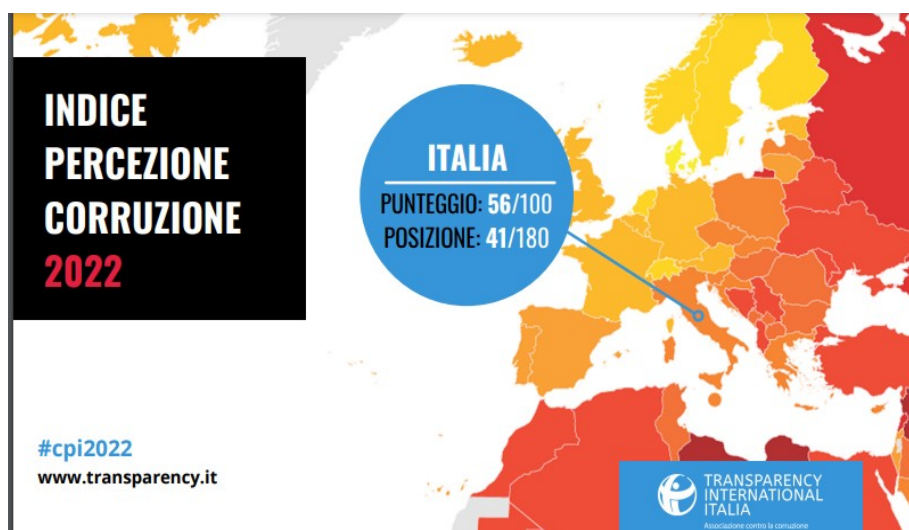 INDICE
PERCEZIONE
CORRUZIONE
2022
ITALIA
PUNTEGGIO: 56/100
POSIZIONE: 41/180
#cpi2022
www.transparency.it
TRANSPARENCY
INTERNATIONAL
ITALIA
Associazione contro la corruzione